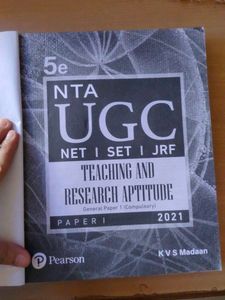 5e
NTA
UGC
NET | SET | JRF
TEACHING AND
RESEARCH APTITUDE
General Paper 1 (Compulsory)
PAPER I
2021
K V S Madaan
Pearson